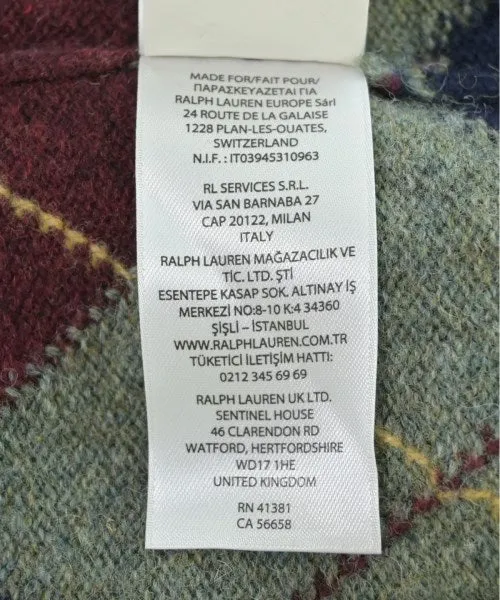 MADE FOR/FAIT POUR/
ΠΑΡΑΣΚΕΥΑΖΕΤΑΙ ΓΙΑ
RALPH LAUREN EUROPE Sárl
24 ROUTE DE LA GALAISE
1228 PLAN-LES-OUATES,
SWITZERLAND
N.I.F. : IT03945310963
RL SERVICES S.R.L.
VIA SAN BARNABA 27
CAP 20122, MILAN
ITALY
RALPH LAUREN MAĞAZACILIK VE
TİC. LTD. ŞTİ
ESENTEPE KASAP SOK. ALTINAY İŞ
MERKEZİ NO:8-10 K:4 34360
ŞİŞLİ – İSTANBUL
WWW.RALPHLAUREN.COM.TR
TÜKETİCİ İLETİŞİM HATTI:
0212 345 69 69
RALPH LAUREN UK LTD.
SENTINEL HOUSE
46 CLARENDON RD
WATFORD, HERTFORDSHIRE
WD17 1HE
UNITED KINGDOM
RN 41381
CA 56658